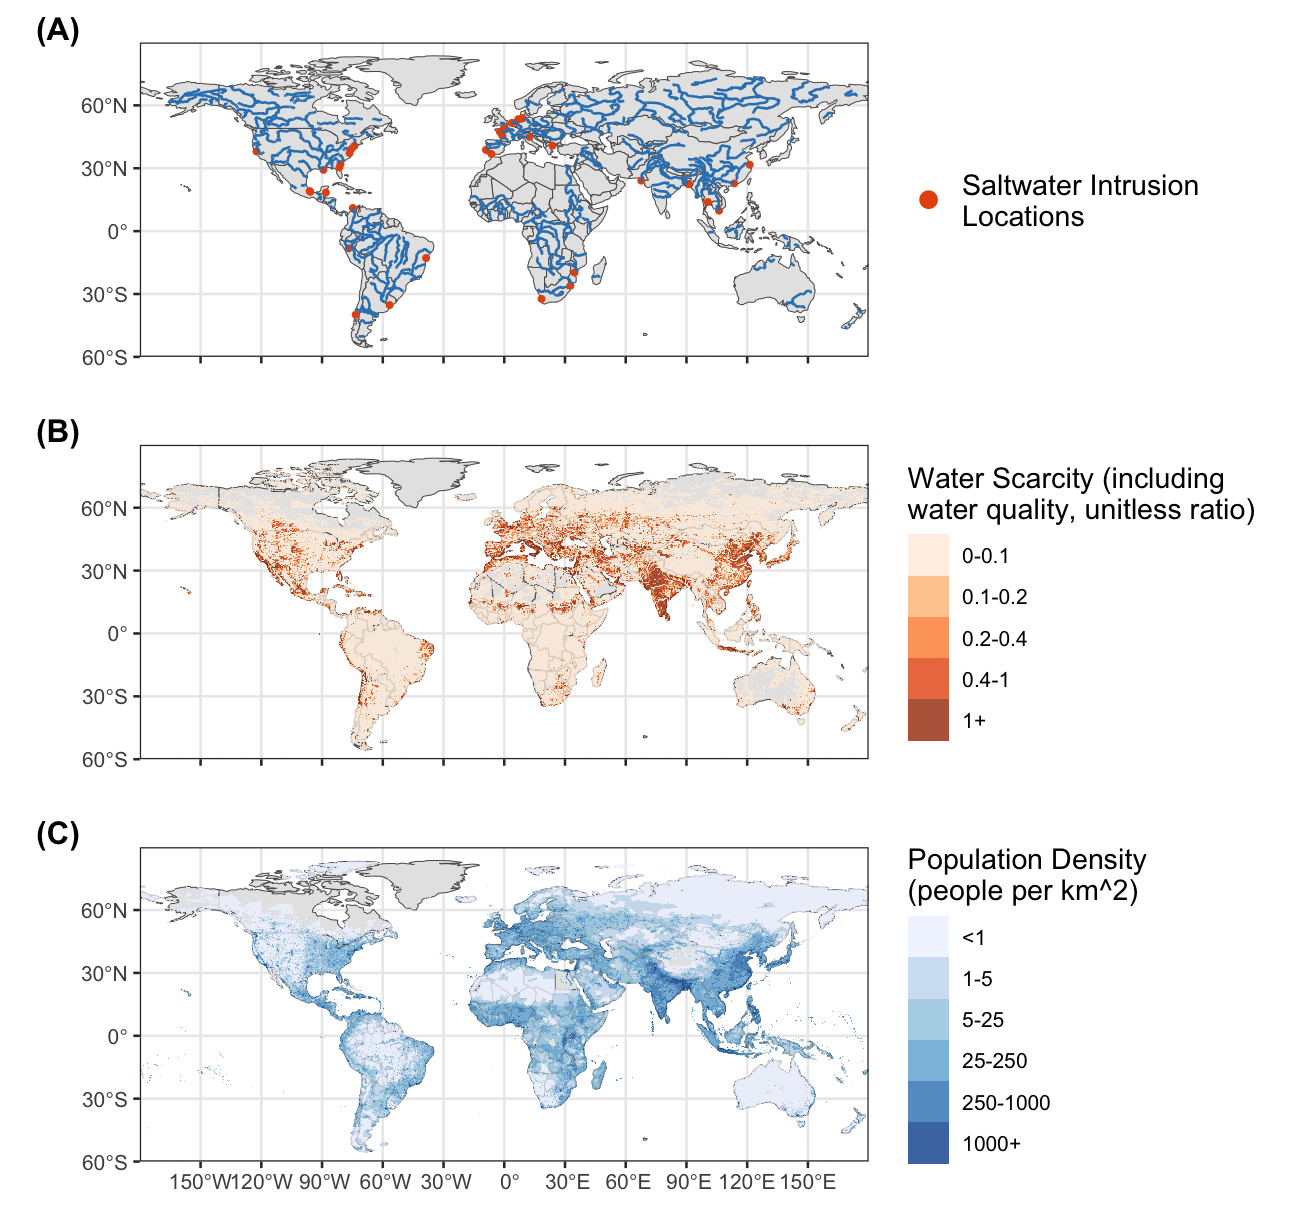 (A)
60°N
30°N
0°
30°S
60°S
Saltwater Intrusion
Locations
(B)
60°N
30°N
0°
30°S
60°S
Water Scarcity (including
water quality, unitless ratio)
0-0.1
0.1-0.2
0.2-0.4
0.4-1
1+
(C)
60°N
30°N
0°
30°S
60°S
150°W 120°W 90°W 60°W 30°W 0° 30°E 60°E 90°E 120°E 150°E
Population Density
(people per km^2)
<1
1-5
5-25
25-250
250-1000
1000+